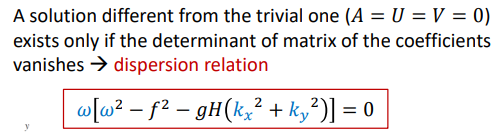 A solution different from the trivial one (A = U = V = 0)
exists only if the determinant of matrix of the coefficients
vanishes → dispersion relation
ω[ω² − f² − gH(kₓ² + k_y²)] = 0
y